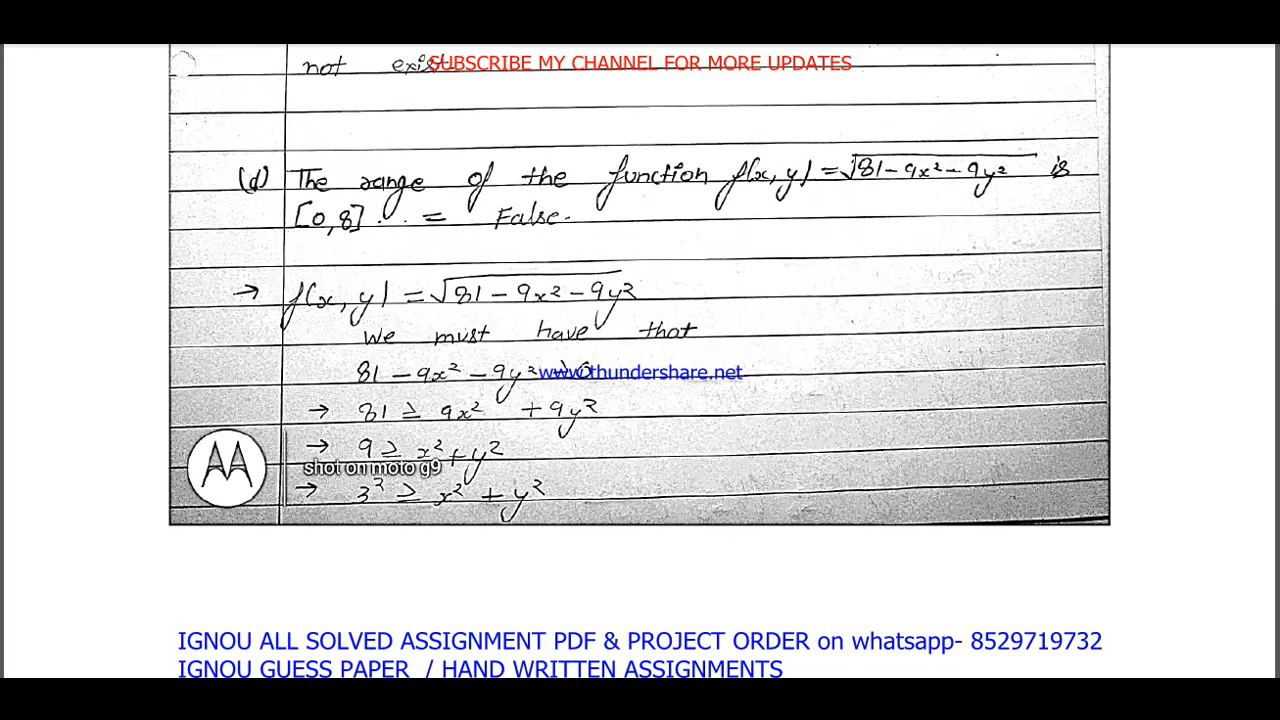 not exist SUBSCRIBE MY CHANNEL FOR MORE UPDATES
(d) The range of the function f(x, y) = √81 - 9x² - 9y² is
[0,8] . . = False.
→ f(x, y) = √81 - 9x² - 9y²
We must have that
81 - 9x² - 9y² www.thundershare.net
→ 81 ≥ 9x² + 9y²
→ 9 ≥ x² + y²
shot on moto g9
→ 3² ≥ x² + y²
IGNOU ALL SOLVED ASSIGNMENT PDF & PROJECT ORDER on whatsapp- 8529719732
IGNOU GUESS PAPER / HAND WRITTEN ASSIGNMENTS